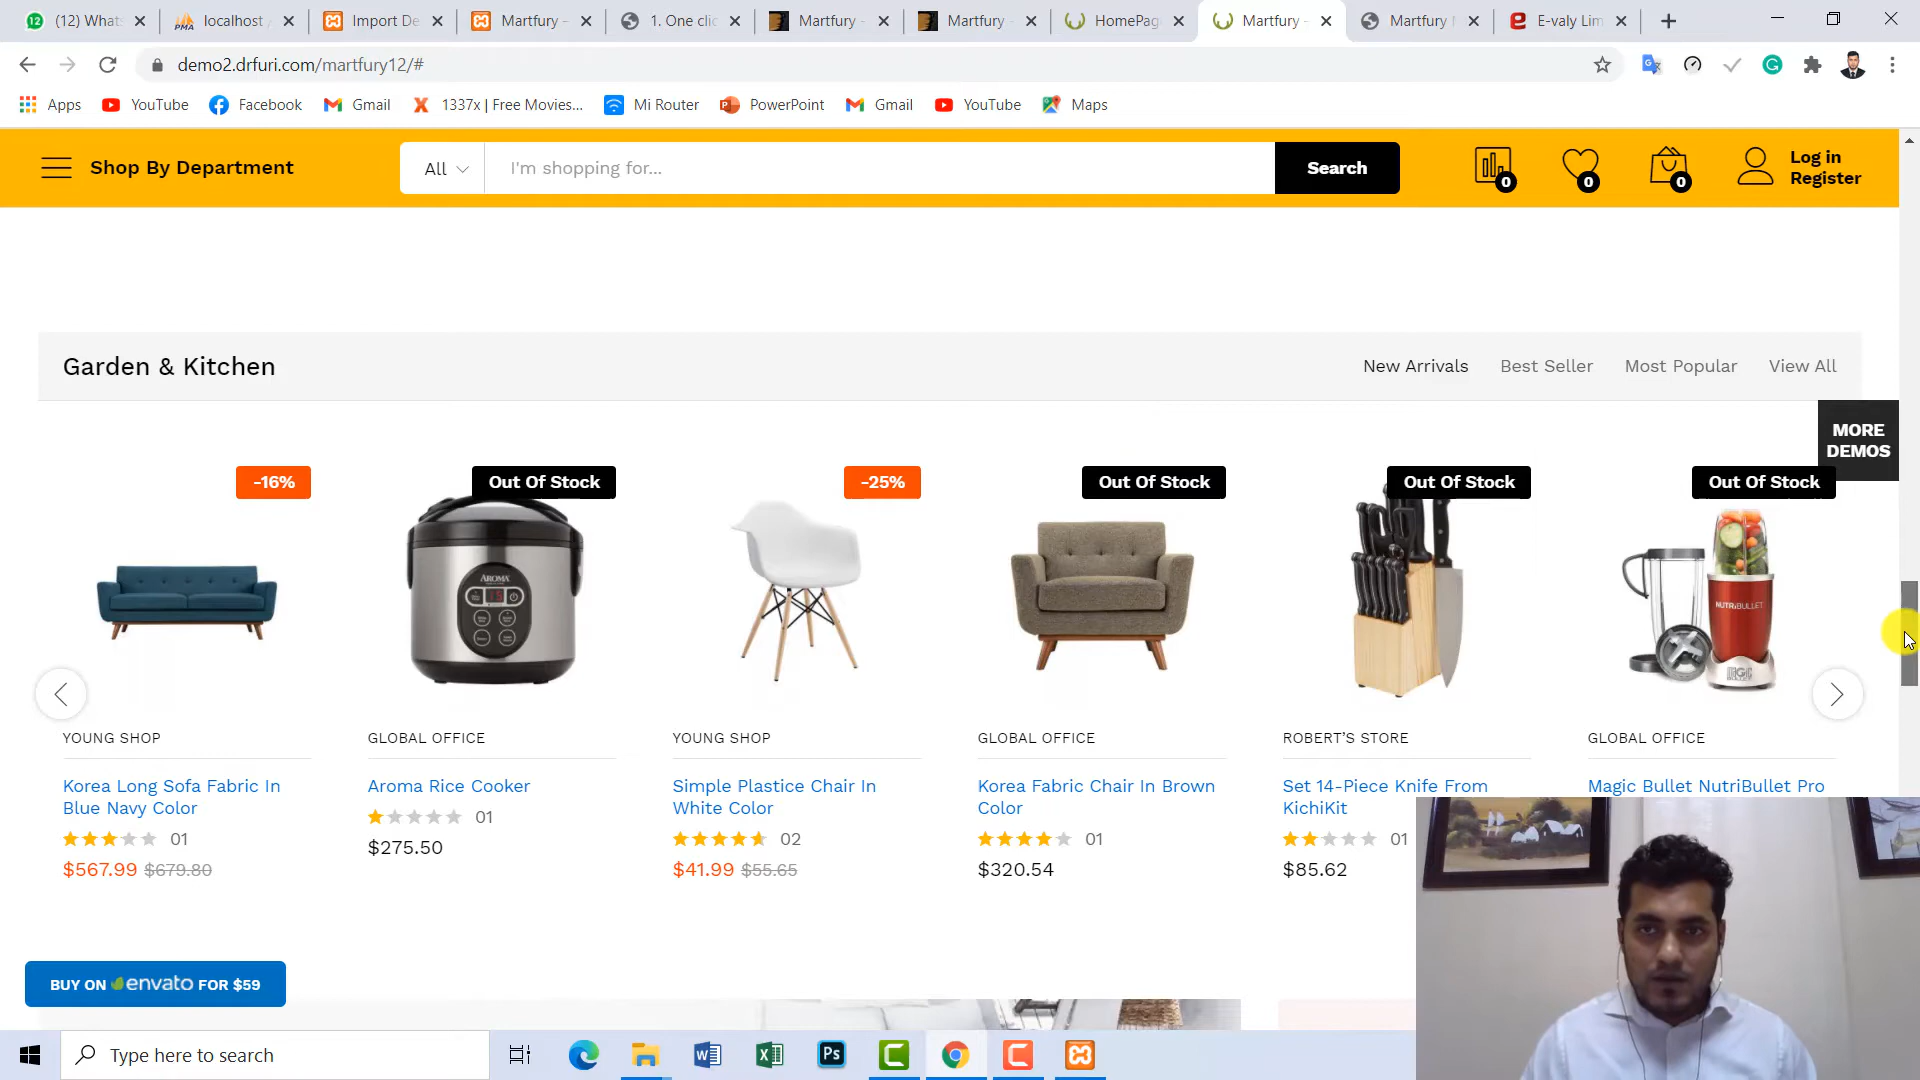 (12) Whats
localhost /
Import De
Martfury –
1. One clic
Martfury –
Martfury –
HomePage
Martfury –
Martfury
E-valy Lim
demo2.drfuri.com/martfury12/#
Apps
YouTube
Facebook
Gmail
1337x | Free Movies...
Mi Router
PowerPoint
Gmail
YouTube
Maps
Shop By Department
All
I'm shopping for...
Search
0
0
0
Log in
Register
Garden & Kitchen
New Arrivals
Best Seller
Most Popular
View All
MORE
DEMOS
-16%
Out Of Stock
-25%
Out Of Stock
Out Of Stock
Out Of Stock
AROMA
NUTRIBULLET
YOUNG SHOP
GLOBAL OFFICE
YOUNG SHOP
GLOBAL OFFICE
ROBERT'S STORE
GLOBAL OFFICE
Korea Long Sofa Fabric In
Blue Navy Color
01
$567.99 $679.80
Aroma Rice Cooker
01
$275.50
Simple Plastice Chair In
White Color
02
$41.99 $55.65
Korea Fabric Chair In Brown
Color
01
$320.54
Set 14-Piece Knife From
KichiKit
01
$85.62
Magic Bullet NutriBullet Pro
BUY ON envato FOR $59
Type here to search